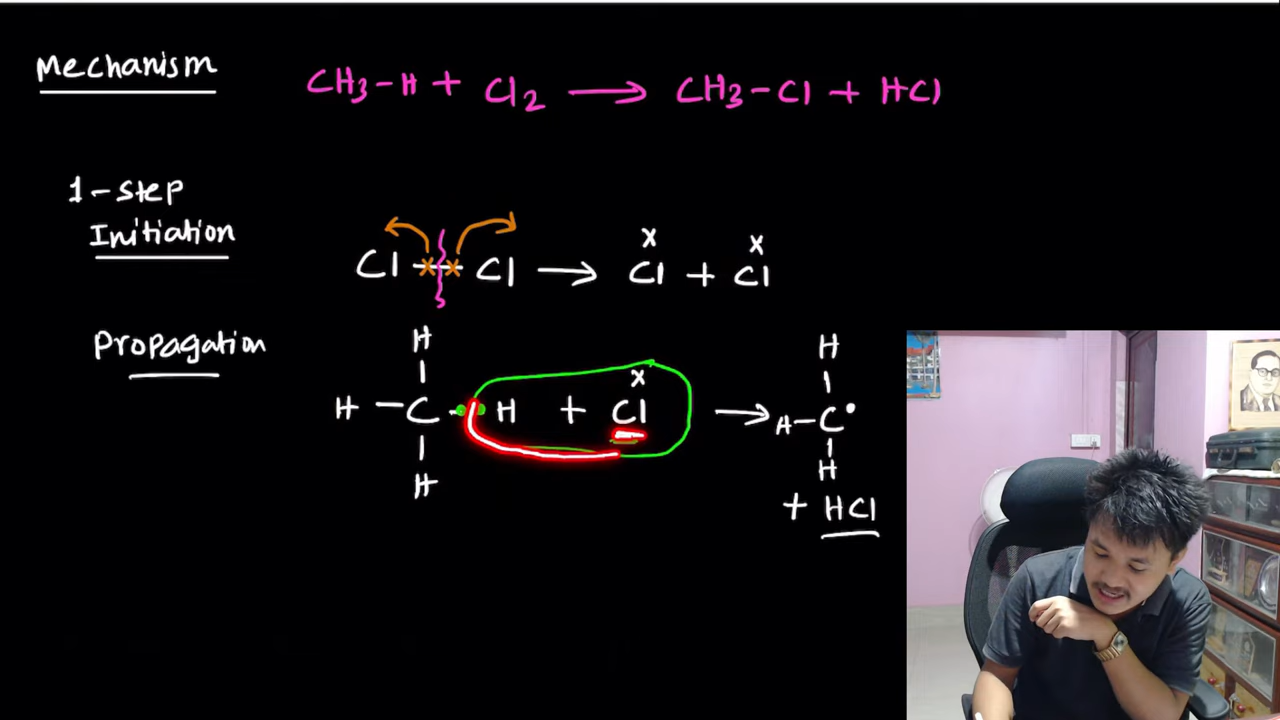 Mechanism
CH3-H + Cl2 → CH3-Cl + HCl
1-step
Initiation
Cl ×× Cl → Cl× + Cl×
Propagation
H
H - C - H + Cl× → H - C•
H
H
H
+ HCl